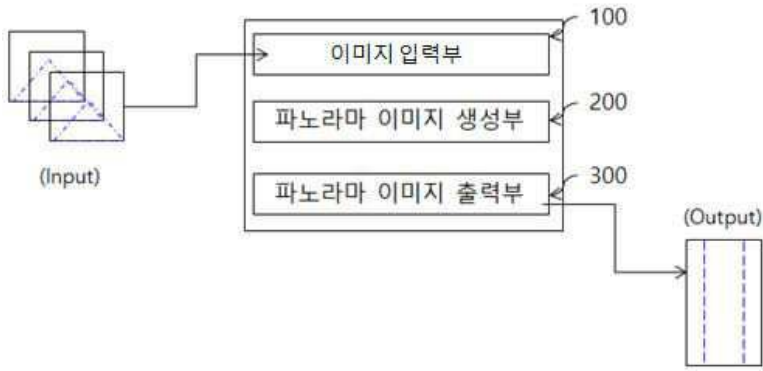 100
이미지 입력부
200
파노라마 이미지 생성부
(Input)
300
파노라마 이미지 출력부
(Output)